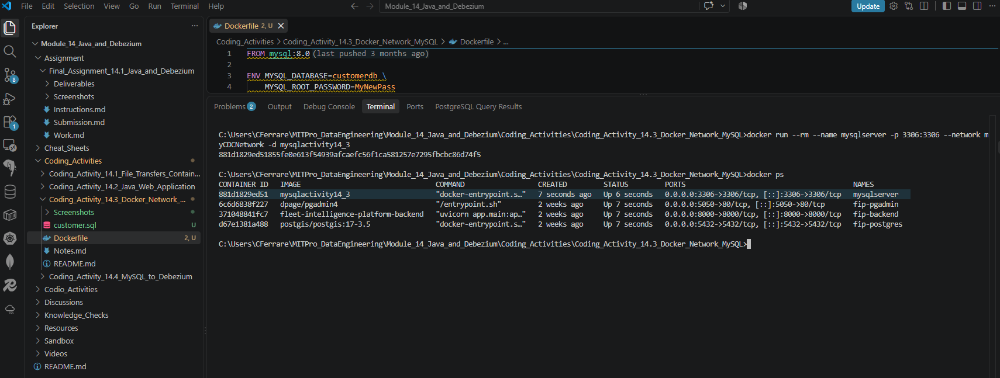 File Edit Selection View Go Run Terminal Help
Module_14_Java_and_Debezium
Update
Explorer
Module_14_Java_and_Debezium
Assignment
Final_Assignment_14.1_Java_and_Debezium
Deliverables
Screenshots
Instructions.md
Submission.md
Work.md
Cheat_Sheets
Coding_Activities
Coding_Activity_14.1_File_Transfers_Contain...
Coding_Activity_14.2_Java_Web_Application
Coding_Activity_14.3_Docker_Network_...
Screenshots
customer.sql U
Dockerfile 2, U
Notes.md
README.md
Coding_Activity_14.4_MySQL_to_Debezium
Codio_Activities
Discussions
Knowledge_Checks
Resources
Sandbox
Videos
README.md
8
1
Dockerfile 2, U
Coding_Activities > Coding_Activity_14.3_Docker_Network_MySQL > Dockerfile > ...
1 FROM mysql:8.0 (last pushed 3 months ago)
2
3 ENV MYSQL_DATABASE=customerdb \
4 MYSQL_ROOT_PASSWORD=MyNewPass
Problems 2 Output Debug Console Terminal Ports PostgreSQL Query Results
C:\Users\CFerrare\MITPro_DataEngineering\Module_14_Java_and_Debezium\Coding_Activities\Coding_Activity_14.3_Docker_Network_MySQL>docker run --rm --name mysqlserver -p 3306:3306 --network m
yCDCNetwork -d mysqlactivity14_3
881d1829ed51855fe0e613f54939afcaefc56f1ca581257e7295fbcbc86d74f5
C:\Users\CFerrare\MITPro_DataEngineering\Module_14_Java_and_Debezium\Coding_Activities\Coding_Activity_14.3_Docker_Network_MySQL>docker ps
CONTAINER ID IMAGE COMMAND CREATED STATUS PORTS NAMES
881d1829ed51 mysqlactivity14_3 "docker-entrypoint.s…" 7 seconds ago Up 6 seconds 0.0.0.0:3306->3306/tcp, [::]:3306->3306/tcp mysqlserver
6c6d6838f227 dpage/pgadmin4 "/entrypoint.sh" 2 weeks ago Up 7 seconds 0.0.0.0:5050->80/tcp, [::]:5050->80/tcp fip-pgadmin
371048841fc7 fleet-intelligence-platform-backend "uvicorn app.main:ap…" 2 weeks ago Up 7 seconds 0.0.0.0:8000->8000/tcp, [::]:8000->8000/tcp fip-backend
d67e1381a488 postgis/postgis:17-3.5 "docker-entrypoint.s…" 2 weeks ago Up 7 seconds 0.0.0.0:5432->5432/tcp, [::]:5432->5432/tcp fip-postgres
C:\Users\CFerrare\MITPro_DataEngineering\Module_14_Java_and_Debezium\Coding_Activities\Coding_Activity_14.3_Docker_Network_MySQL>